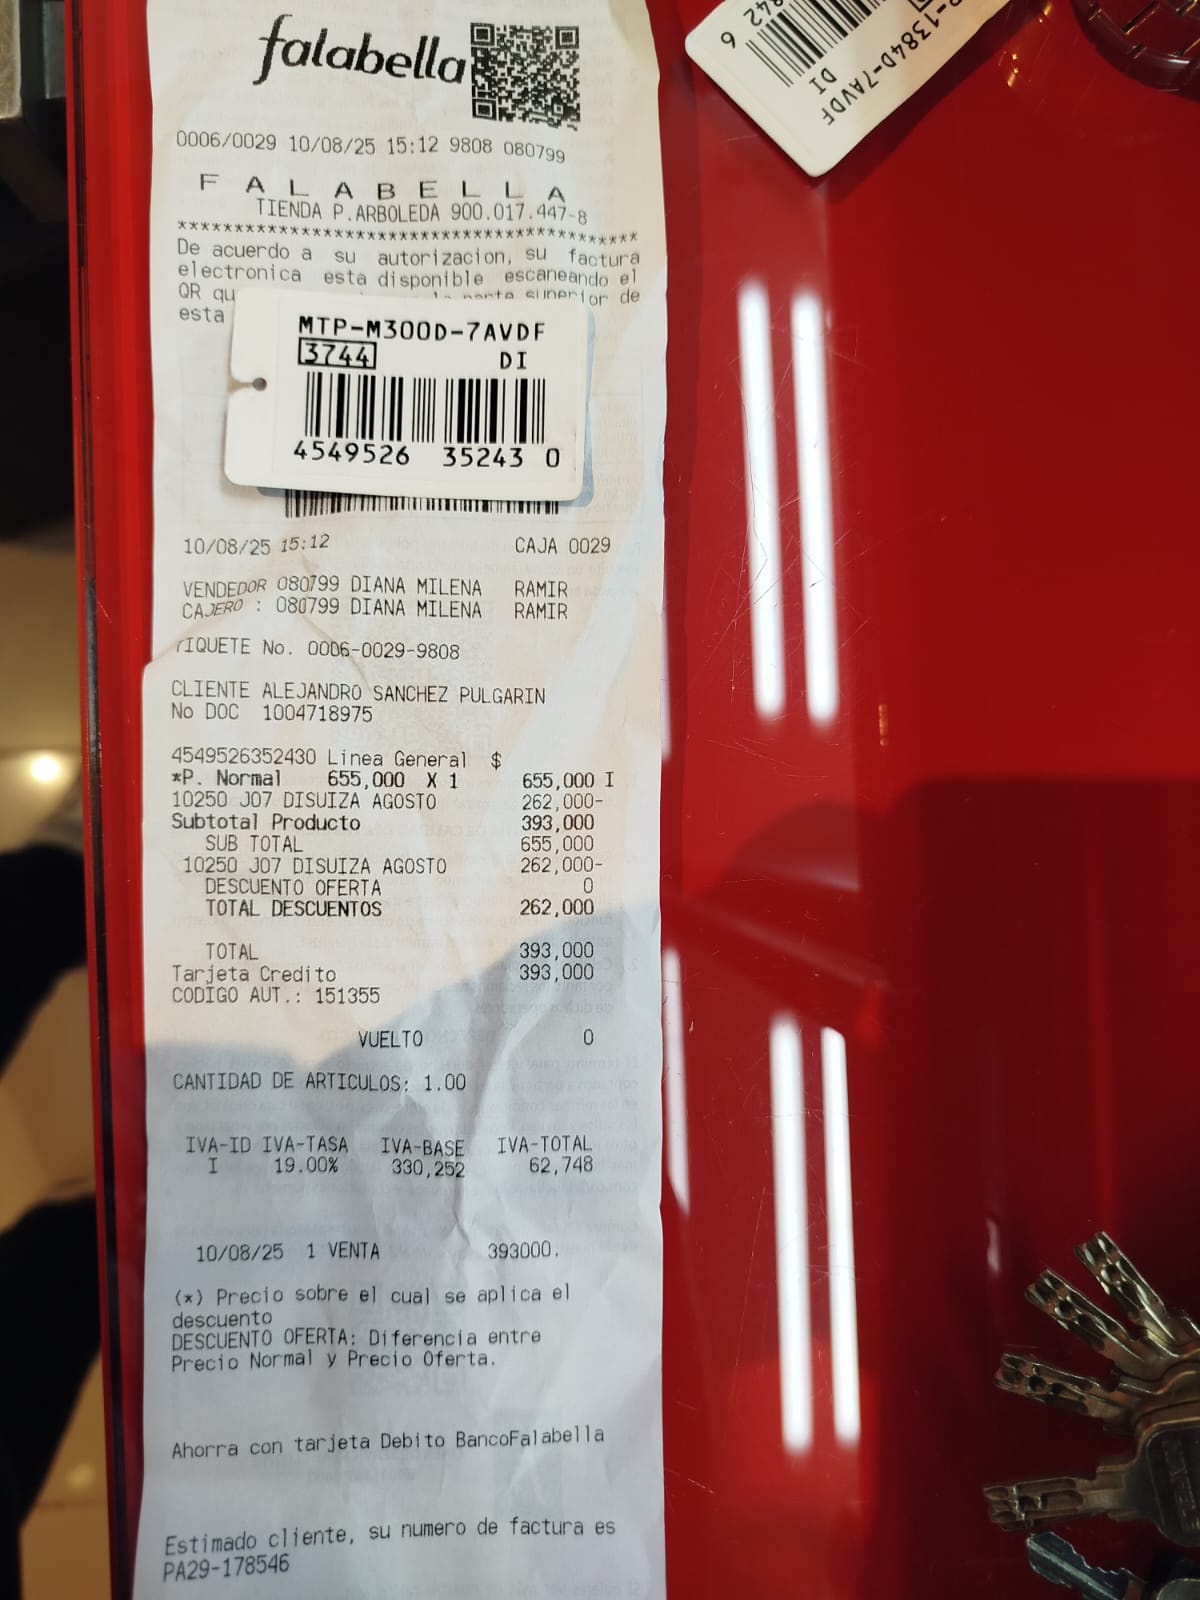 falabella
0006/0029 10/08/25 15:12 9808 080799
F A L A B E L L A
TIENDA P.ARBOLEDA 900.017.447-8
****************************************
De acuerdo a su autorizacion, su factura
electronica esta disponible escaneando el
QR superior de
esta
MTP-M300D-7AVDF
3744 DI
4549526 35243 0
10/08/25 15:12 CAJA 0029
VENDEDOR 080799 DIANA MILENA RAMIR
CAJERO : 080799 DIANA MILENA RAMIR
TIQUETE No. 0006-0029-9808
CLIENTE ALEJANDRO SANCHEZ PULGARIN
No DOC 1004718975
4549526352430 Linea General $
*P. Normal 655,000 X 1 655,000 I
10250 J07 DISUIZA AGOSTO 262,000-
Subtotal Producto 393,000
SUB TOTAL 655,000
10250 J07 DISUIZA AGOSTO 262,000-
DESCUENTO OFERTA 0
TOTAL DESCUENTOS 262,000
TOTAL 393,000
Tarjeta Credito 393,000
CODIGO AUT.: 151355
VUELTO 0
CANTIDAD DE ARTICULOS: 1.00
IVA-ID IVA-TASA IVA-BASE IVA-TOTAL
I 19.00% 330,252 62,748
10/08/25 1 VENTA 393000.
(*) Precio sobre el cual se aplica el
descuento
DESCUENTO OFERTA: Diferencia entre
Precio Normal y Precio Oferta.
Ahorra con tarjeta Debito BancoFalabella
Estimado cliente, su numero de factura es
PA29-178546
-1384D-7AVDF
DI
842 6